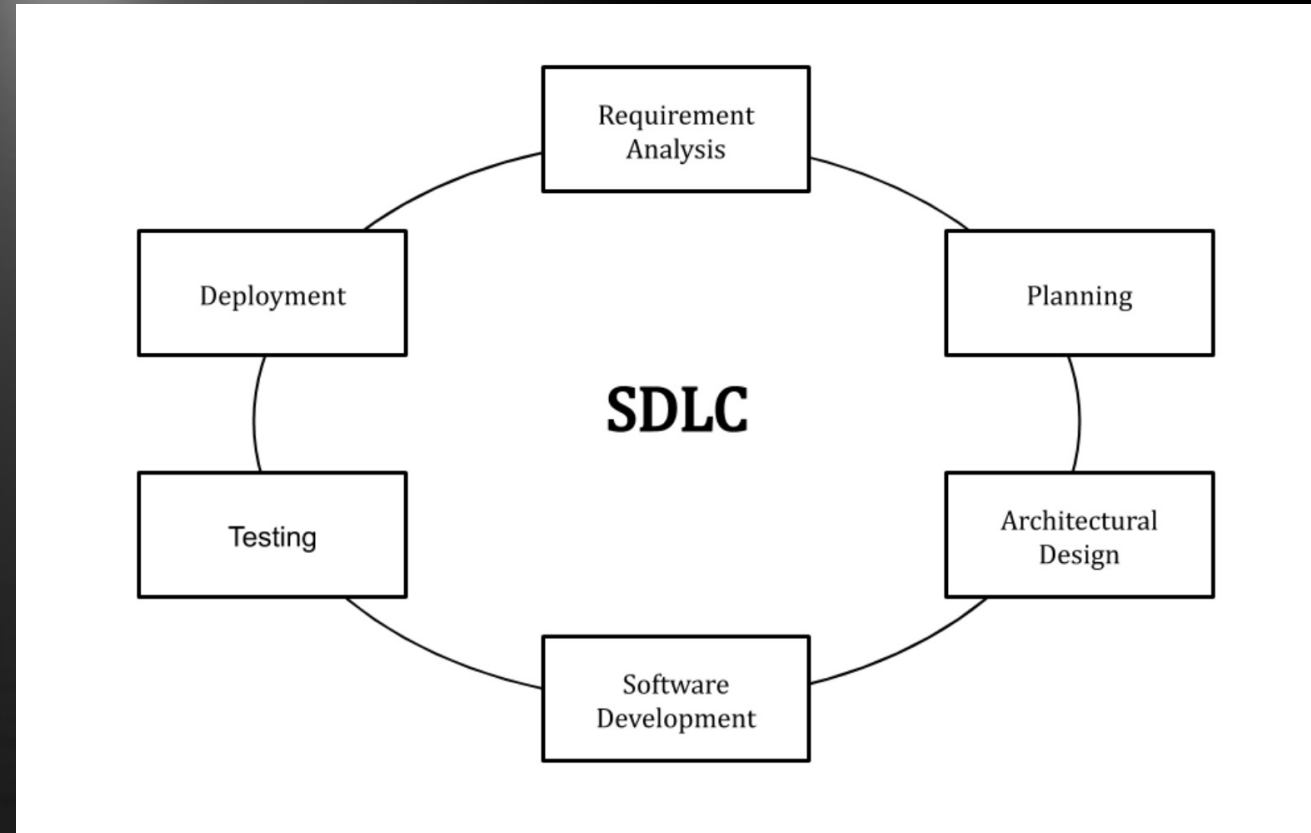 Requirement
Analysis
Deployment
Planning
SDLC
Testing
Architectural
Design
Software
Development